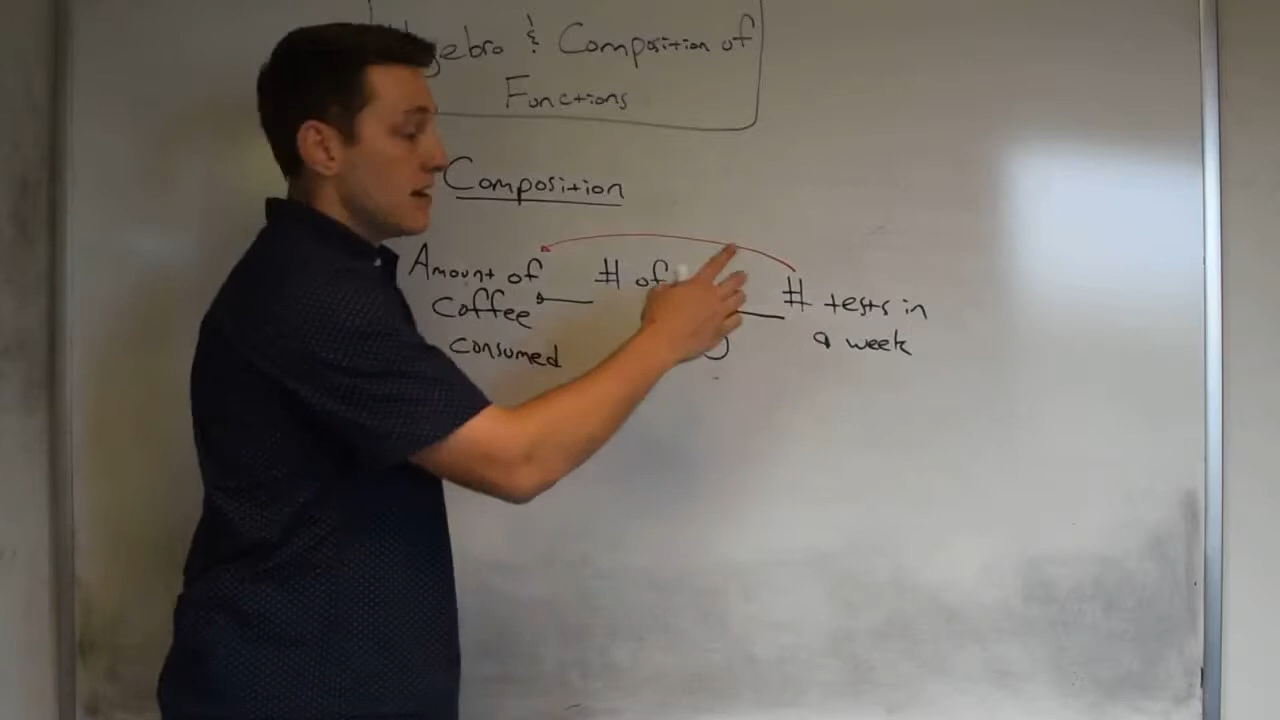 & Composition of
Functions
Composition
Amount of
Coffee
consumed
# of
# tests in
a week